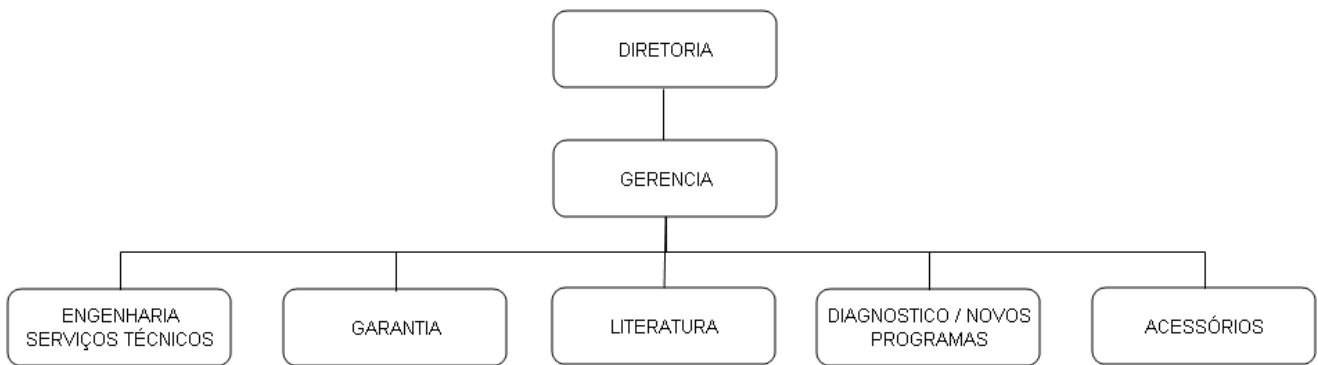 DIRETORIA
GERENCIA
ENGENHARIA
SERVIÇOS TÉCNICOS
GARANTIA
LITERATURA
DIAGNOSTICO / NOVOS
PROGRAMAS
ACESSÓRIOS